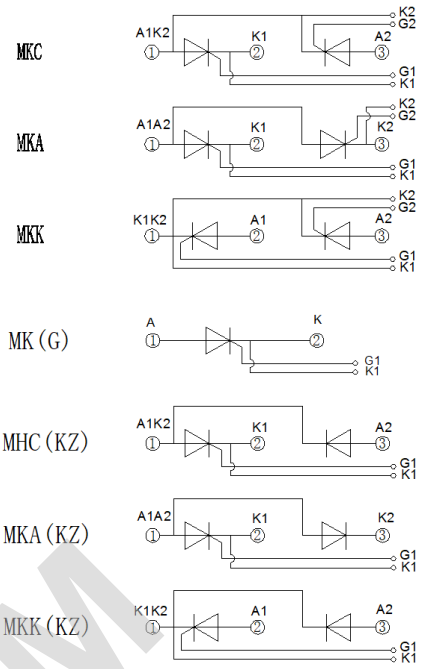 K2
G2
MKC
A1K2
K1
A2
①
②
③
G1
K1
K2
G2
MKA
A1A2
K1
K2
①
②
③
G1
K1
K2
G2
MKK
K1K2
A1
A2
①
②
③
G1
K1
MK(G)
A
K
①
②
G1
K1
MHC(KZ)
A1K2
K1
A2
①
②
③
G1
K1
MKA(KZ)
A1A2
K1
K2
①
②
③
G1
K1
MKK(KZ)
K1K2
A1
A2
①
②
③
G1
K1